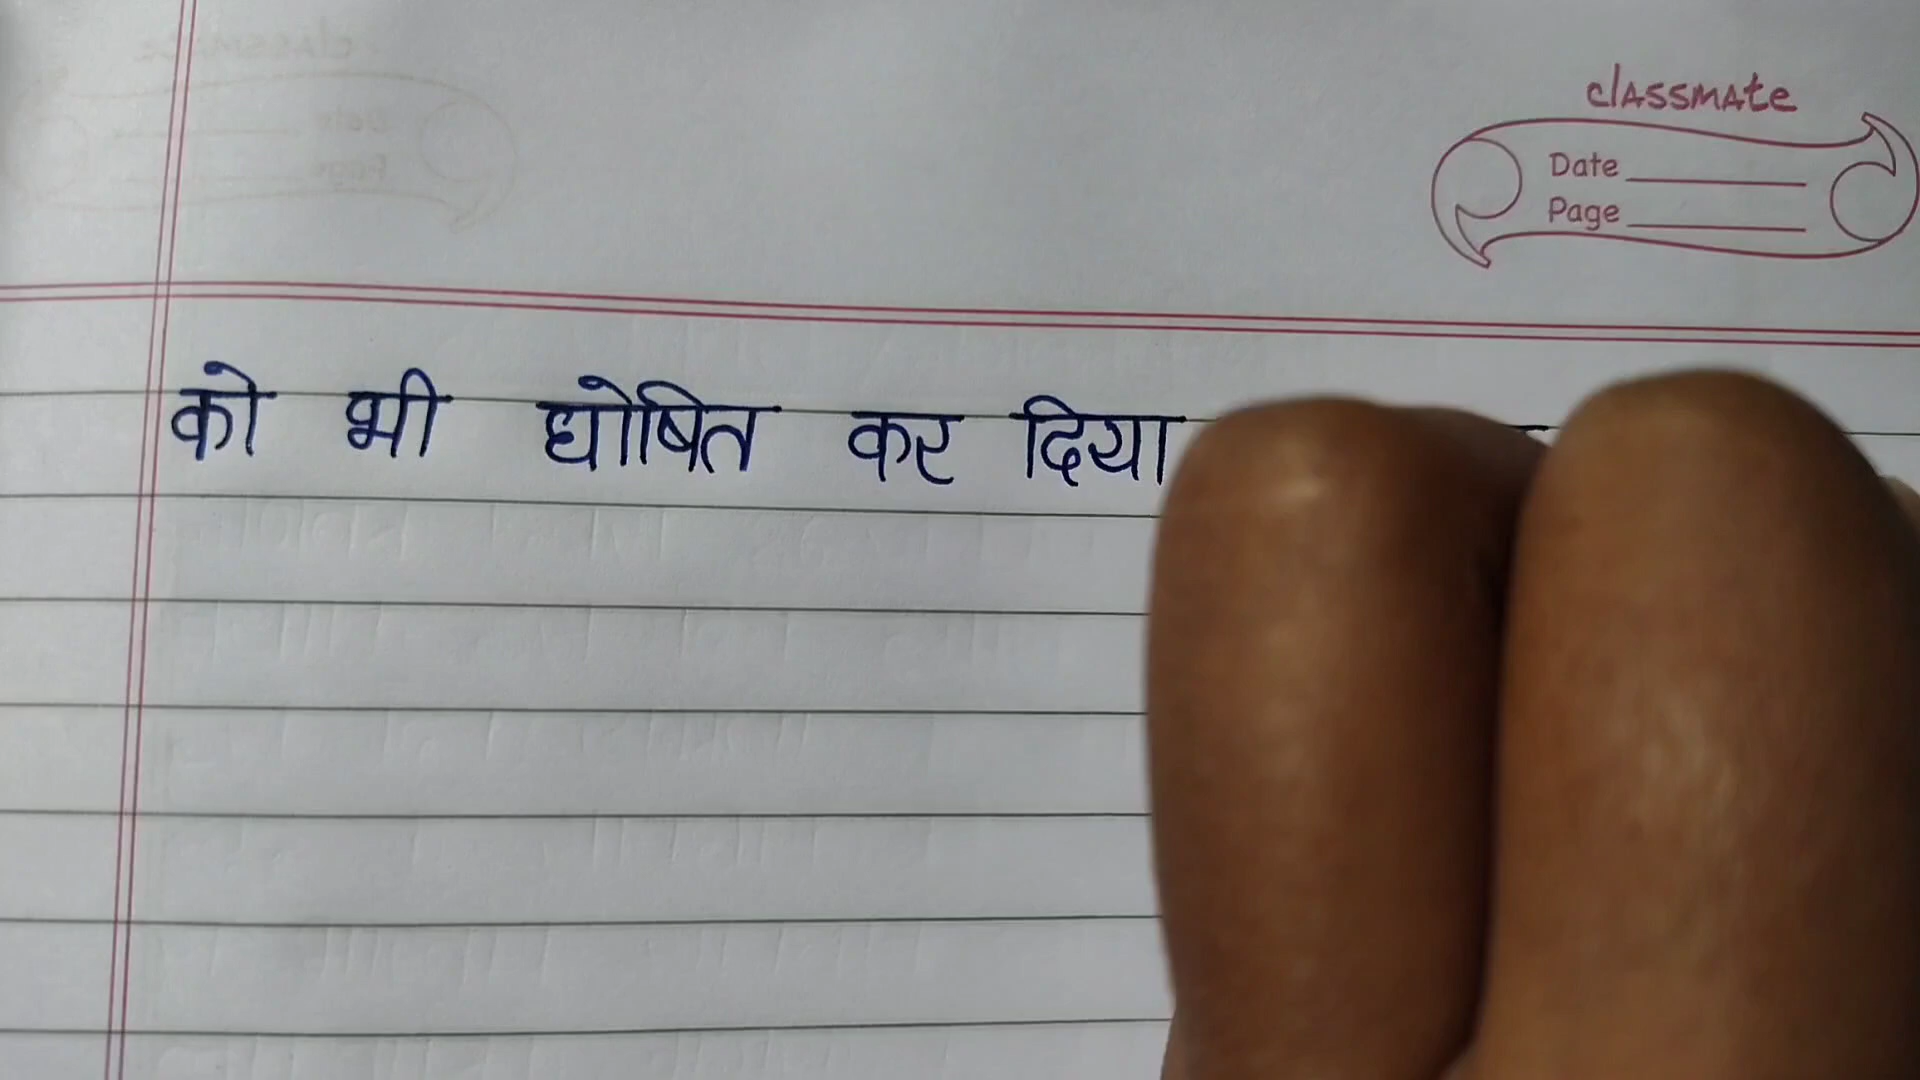 classmate
Date
Page
को भी घोषित कर दिया